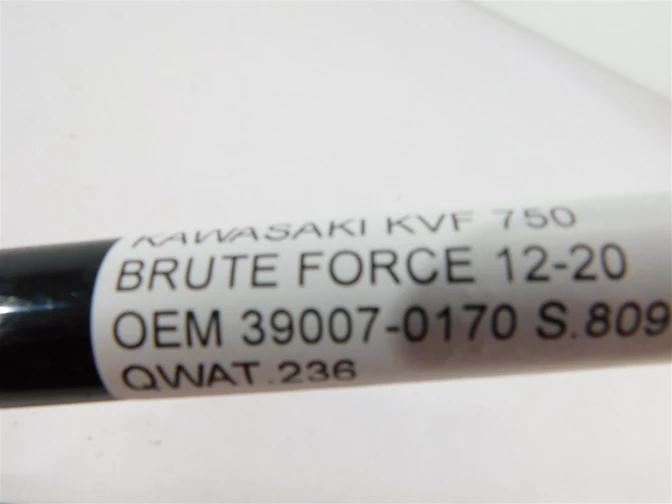 KAWASAKI KVF 750
BRUTE FORCE 12-20
OEM 39007-0170 S.809
QWAT.236